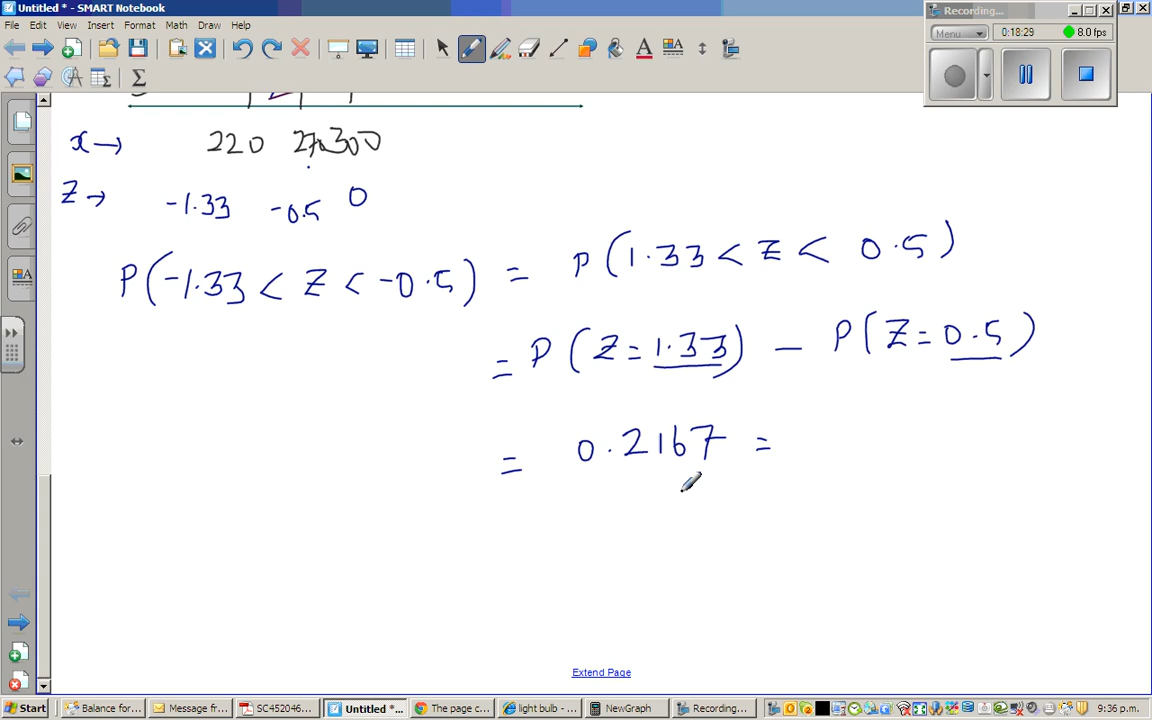 Untitled * - SMART Notebook
Recording...
File Edit View Insert Format Math Draw Help
Menu 0:18:29 8.0 fps
x → 220 270 300
Z → -1.33 -0.5 0
P(-1.33 < Z < -0.5) = P(1.33 < Z < 0.5)
= P(Z = 1.33) - P(Z = 0.5)
= 0.2167 =
Extend Page
Start Balance for... Message fr... SC452046... Untitled *... The page c... light bulb - ... NewGraph Recording... 9:36 p.m.